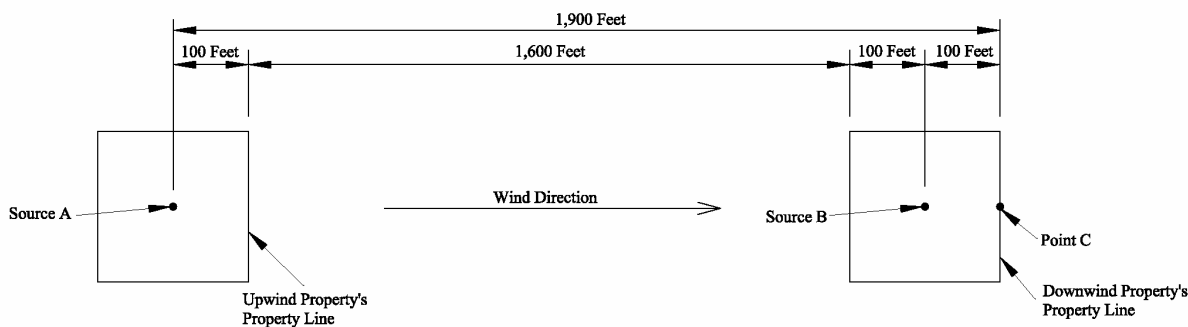 1,900 Feet
100 Feet
1,600 Feet
100 Feet
100 Feet
Wind Direction
Source A
Source B
Point C
Upwind Property's
Property Line
Downwind Property's
Property Line